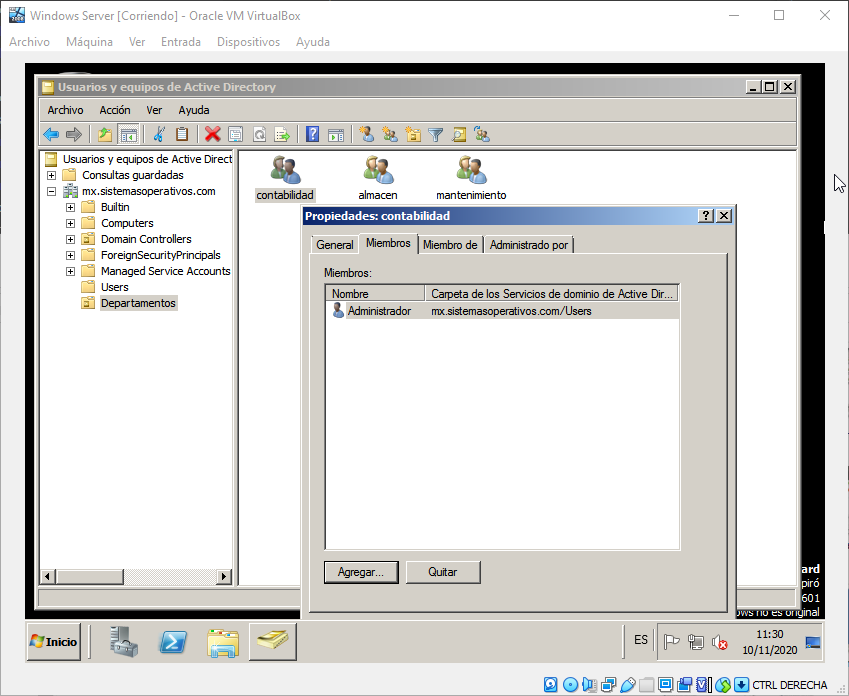 Windows Server [Corriendo] - Oracle VM VirtualBox
Archivo Máquina Ver Entrada Dispositivos Ayuda
Usuarios y equipos de Active Directory
Archivo Acción Ver Ayuda
Usuarios y equipos de Active Direct
Consultas guardadas
mx.sistemasoperativos.com
Builtin
Computers
Domain Controllers
ForeignSecurityPrincipals
Managed Service Accounts
Users
Departamentos
contabilidad almacen mantenimiento
Propiedades: contabilidad
General Miembros Miembro de Administrado por
Miembros:
Nombre Carpeta de los Servicios de dominio de Active Dir...
Administrador mx.sistemasoperativos.com/Users
Agregar... Quitar
ard
piró
601
ows no es original
Inicio
ES
11:30
10/11/2020
CTRL DERECHA